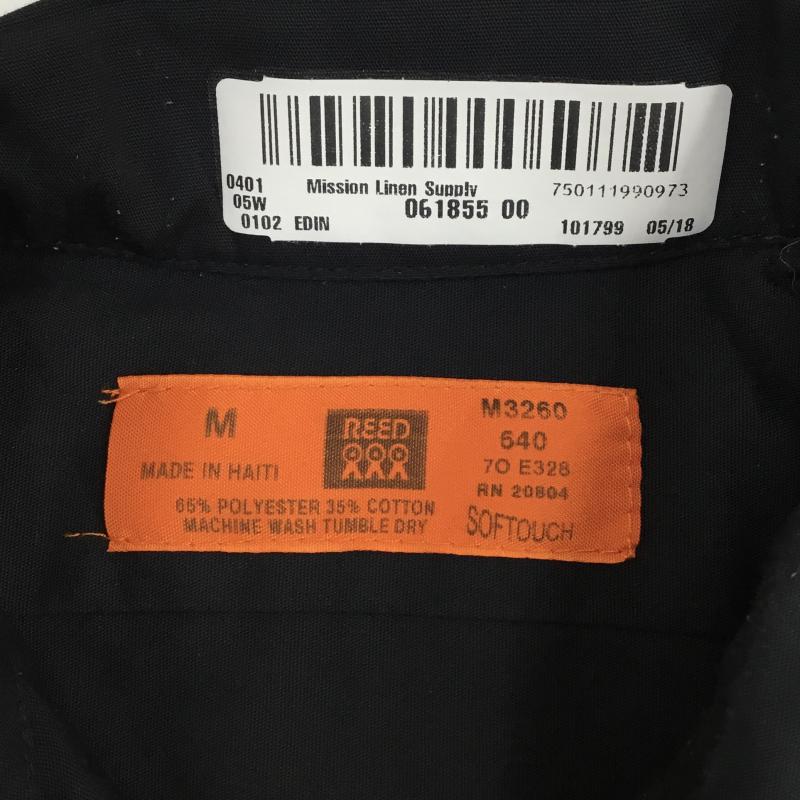 0401 Mission Linen Supply 750111990973
05W 061855 00
0102 EDIN 101799 05/18
M
REED
M3260
640
MADE IN HAITI
70 E328
RN 20804
65% POLYESTER 35% COTTON
MACHINE WASH TUMBLE DRY
SOFTOUCH